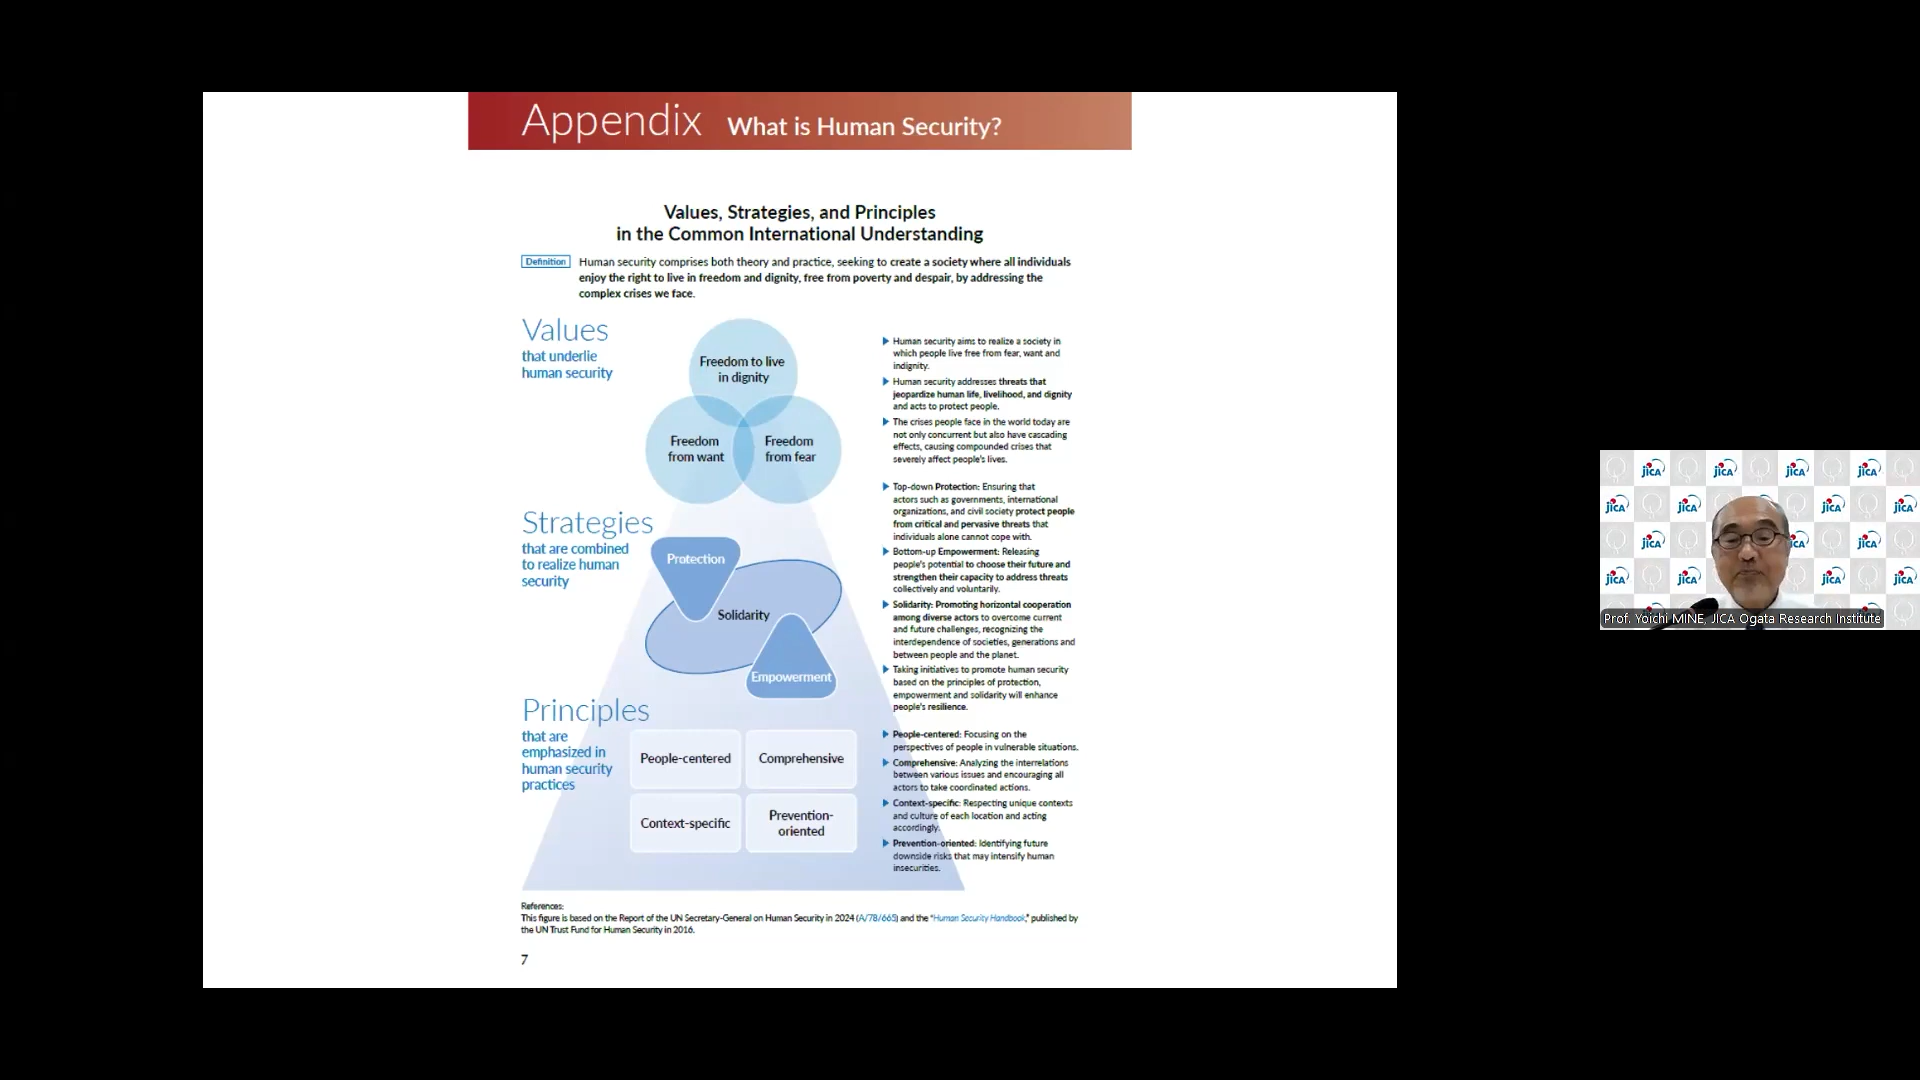 Appendix What is Human Security?
Values, Strategies, and Principles
in the Common International Understanding
Definition Human security comprises both theory and practice, seeking to create a society where all individuals
enjoy the right to live in freedom and dignity, free from poverty and despair, by addressing the
complex crises we face.
Values
that underlie
human security
Freedom to live
in dignity
Freedom
from want
Freedom
from fear
Human security aims to realize a society in
which people live free from fear, want and
indignity.
Human security addresses threats that
jeopardize human life, livelihood, and dignity
and acts to protect people.
The crises people face in the world today are
not only concurrent but also have cascading
effects, causing compounded crises that
severely affect people's lives.
Strategies
that are combined
to realize human
security
Protection
Solidarity
Empowerment
Top-down Protection: Ensuring that
actors such as governments, international
organizations, and civil society protect people
from critical and pervasive threats that
individuals alone cannot cope with.
Bottom-up Empowerment: Releasing
people's potential to choose their future and
strengthen their capacity to address threats
collectively and voluntarily.
Solidarity: Promoting horizontal cooperation
among diverse actors to overcome current
and future challenges, recognizing the
interdependence of societies, generations and
between people and the planet.
Taking initiatives to promote human security
based on the principles of protection,
empowerment and solidarity will enhance
people's resilience.
Principles
that are
emphasized in
human security
practices
People-centered
Comprehensive
Context-specific
Prevention-
oriented
People-centered: Focusing on the
perspectives of people in vulnerable situations.
Comprehensive: Analyzing the interrelations
between various issues and encouraging all
actors to take coordinated actions.
Context-specific: Respecting unique contexts
and culture of each location and acting
accordingly.
Prevention-oriented: Identifying future
downside risks that may intensify human
insecurities.
References:
This figure is based on the Report of the UN Secretary-General on Human Security in 2024 (A/78/665) and the "Human Security Handbook," published by
the UN Trust Fund for Human Security in 2016.
7
JICA JICA JICA JICA
JICA JICA JICA JICA
JICA JICA JICA
JICA JICA JICA JICA
Prof. Yoichi MINE, JICA Ogata Research Institute